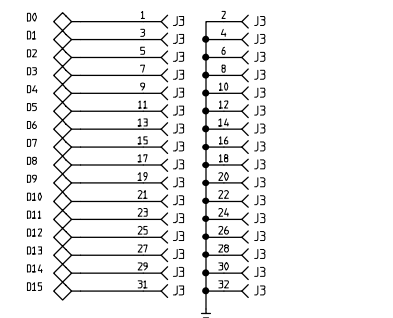 D0 1 J3 2 J3
D1 3 J3 4 J3
D2 5 J3 6 J3
D3 7 J3 8 J3
D4 9 J3 10 J3
D5 11 J3 12 J3
D6 13 J3 14 J3
D7 15 J3 16 J3
D8 17 J3 18 J3
D9 19 J3 20 J3
D10 21 J3 22 J3
D11 23 J3 24 J3
D12 25 J3 26 J3
D13 27 J3 28 J3
D14 29 J3 30 J3
D15 31 J3 32 J3